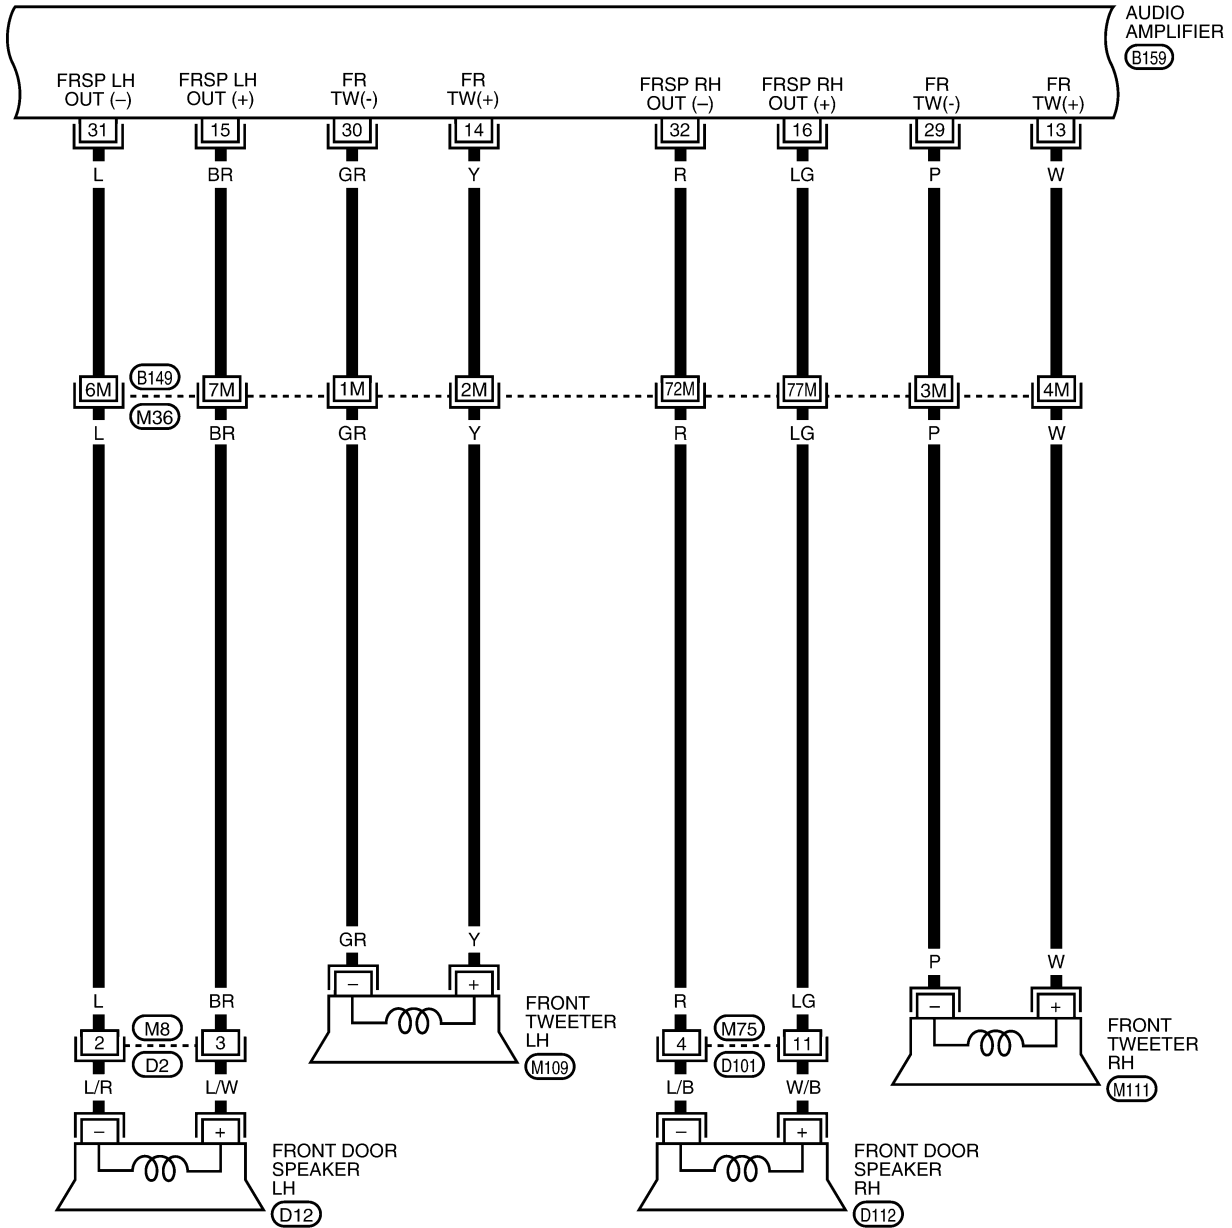 AUDIO
AMPLIFIER
B159
FRSP LH
OUT (–)
FRSP LH
OUT (+)
FR
TW(-)
FR
TW(+)
FRSP RH
OUT (–)
FRSP RH
OUT (+)
FR
TW(-)
FR
TW(+)
31 15 30 14 32 16 29 13
L BR GR Y R LG P W
6M B149 7M 1M 2M 72M 77M 3M 4M
M36
L BR GR Y R LG P W
GR Y
P W
– +
– +
L BR
R LG
FRONT
TWEETER
LH
M109
FRONT
TWEETER
RH
M111
2 M8 3
D2
4 M75 11
D101
L/R L/W
L/B W/B
– +
– +
FRONT DOOR
SPEAKER
LH
D12
FRONT DOOR
SPEAKER
RH
D112